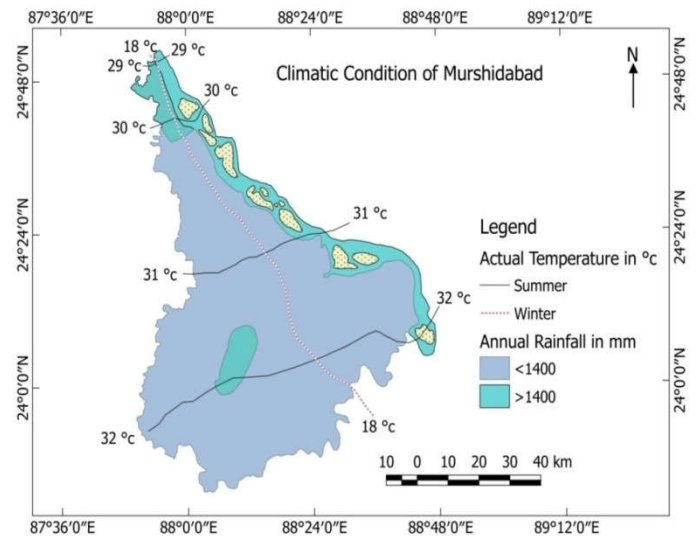 87°36'0"E 88°0'0"E 88°24'0"E 88°48'0"E 89°12'0"E
Climatic Condition of Murshidabad
N
24°48'0"N
24°48'0"N
18 °c
29 °c
29 °c
30 °c
30 °c
31 °c
31 °c
24°24'0"N
24°24'0"N
32 °c
32 °c
18 °c
24°0'0"N
24°0'0"N
Legend
Actual Temperature in °c
Summer
Winter
Annual Rainfall in mm
<1400
>1400
10 0 10 20 30 40 km
87°36'0"E 88°0'0"E 88°24'0"E 88°48'0"E 89°12'0"E